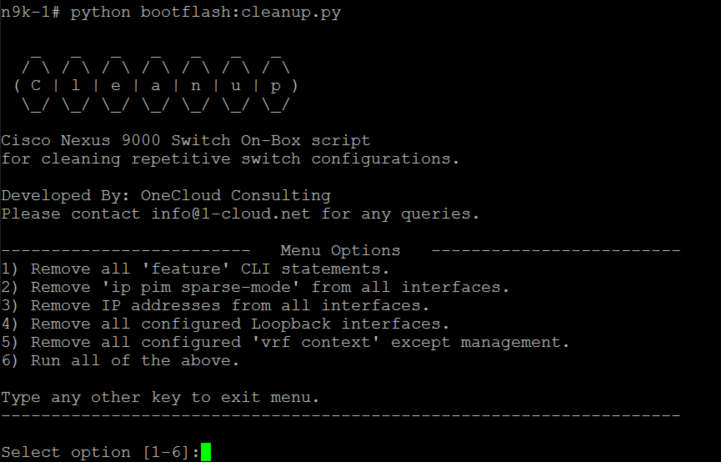 n9k-1# python bootflash:cleanup.py
   _   _   _   _   _   _   _
  / \ / \ / \ / \ / \ / \ / \
 ( C | l | e | a | n | u | p )
  \_/ \_/ \_/ \_/ \_/ \_/ \_/
Cisco Nexus 9000 Switch On-Box script
for cleaning repetitive switch configurations.
Developed By: OneCloud Consulting
Please contact info@1-cloud.net for any queries.
-------------------------   Menu Options   -------------------------
1) Remove all 'feature' CLI statements.
2) Remove 'ip pim sparse-mode' from all interfaces.
3) Remove IP addresses from all interfaces.
4) Remove all configured Loopback interfaces.
5) Remove all configured 'vrf context' except management.
6) Run all of the above.
Type any other key to exit menu.
--------------------------------------------------------------------
Select option [1-6]: